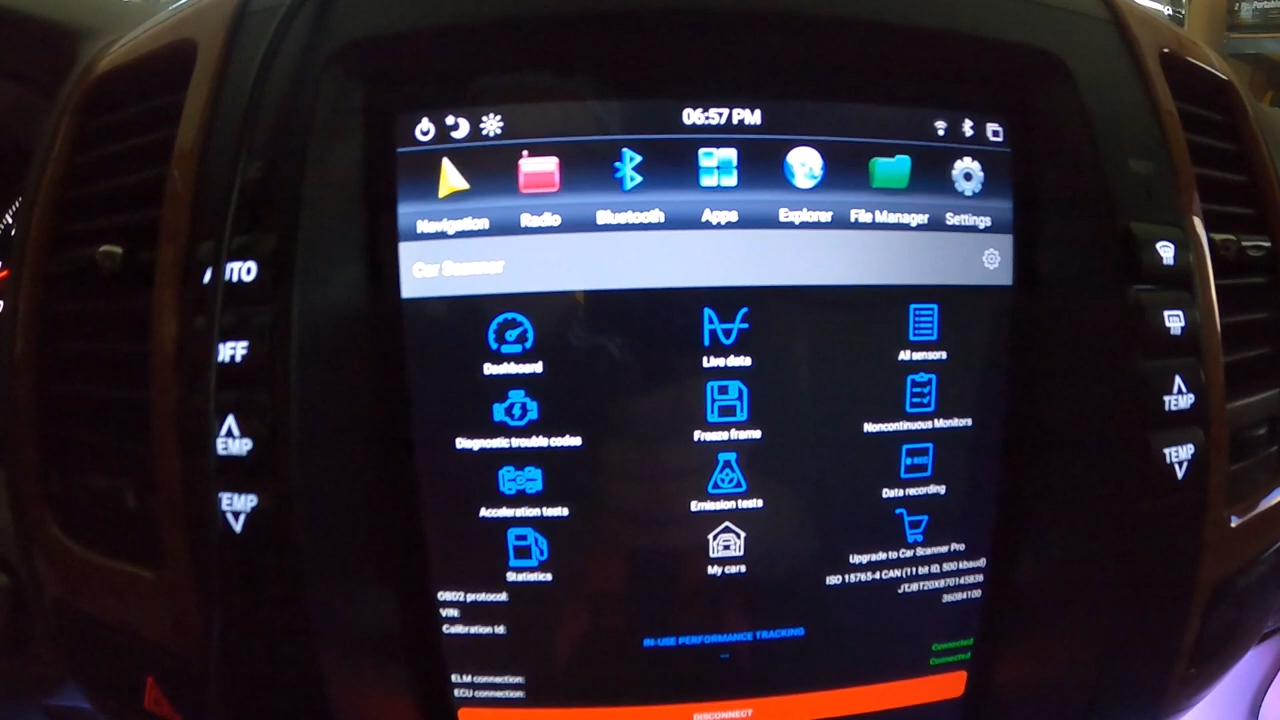 06:57 PM
Navigation Radio Bluetooth Apps Explorer File Manager Settings
Car Scanner
AUTO
OFF
TEMP
TEMP
Dashboard Live data All sensors
Diagnostic trouble codes Freeze frame Noncontinuous Monitors
REC
Acceleration tests Emission tests Data recording
Statistics My cars Upgrade to Car Scanner Pro
OBD2 protocol: ISO 15765-4 CAN (11 bit ID, 500 kbaud)
VIN: JTJBT20X870145836
Calibration Id: 36084100
IN-USE PERFORMANCE TRACKING
--
ELM connection: Connected
ECU connection: Connected
DISCONNECT
TEMP
TEMP